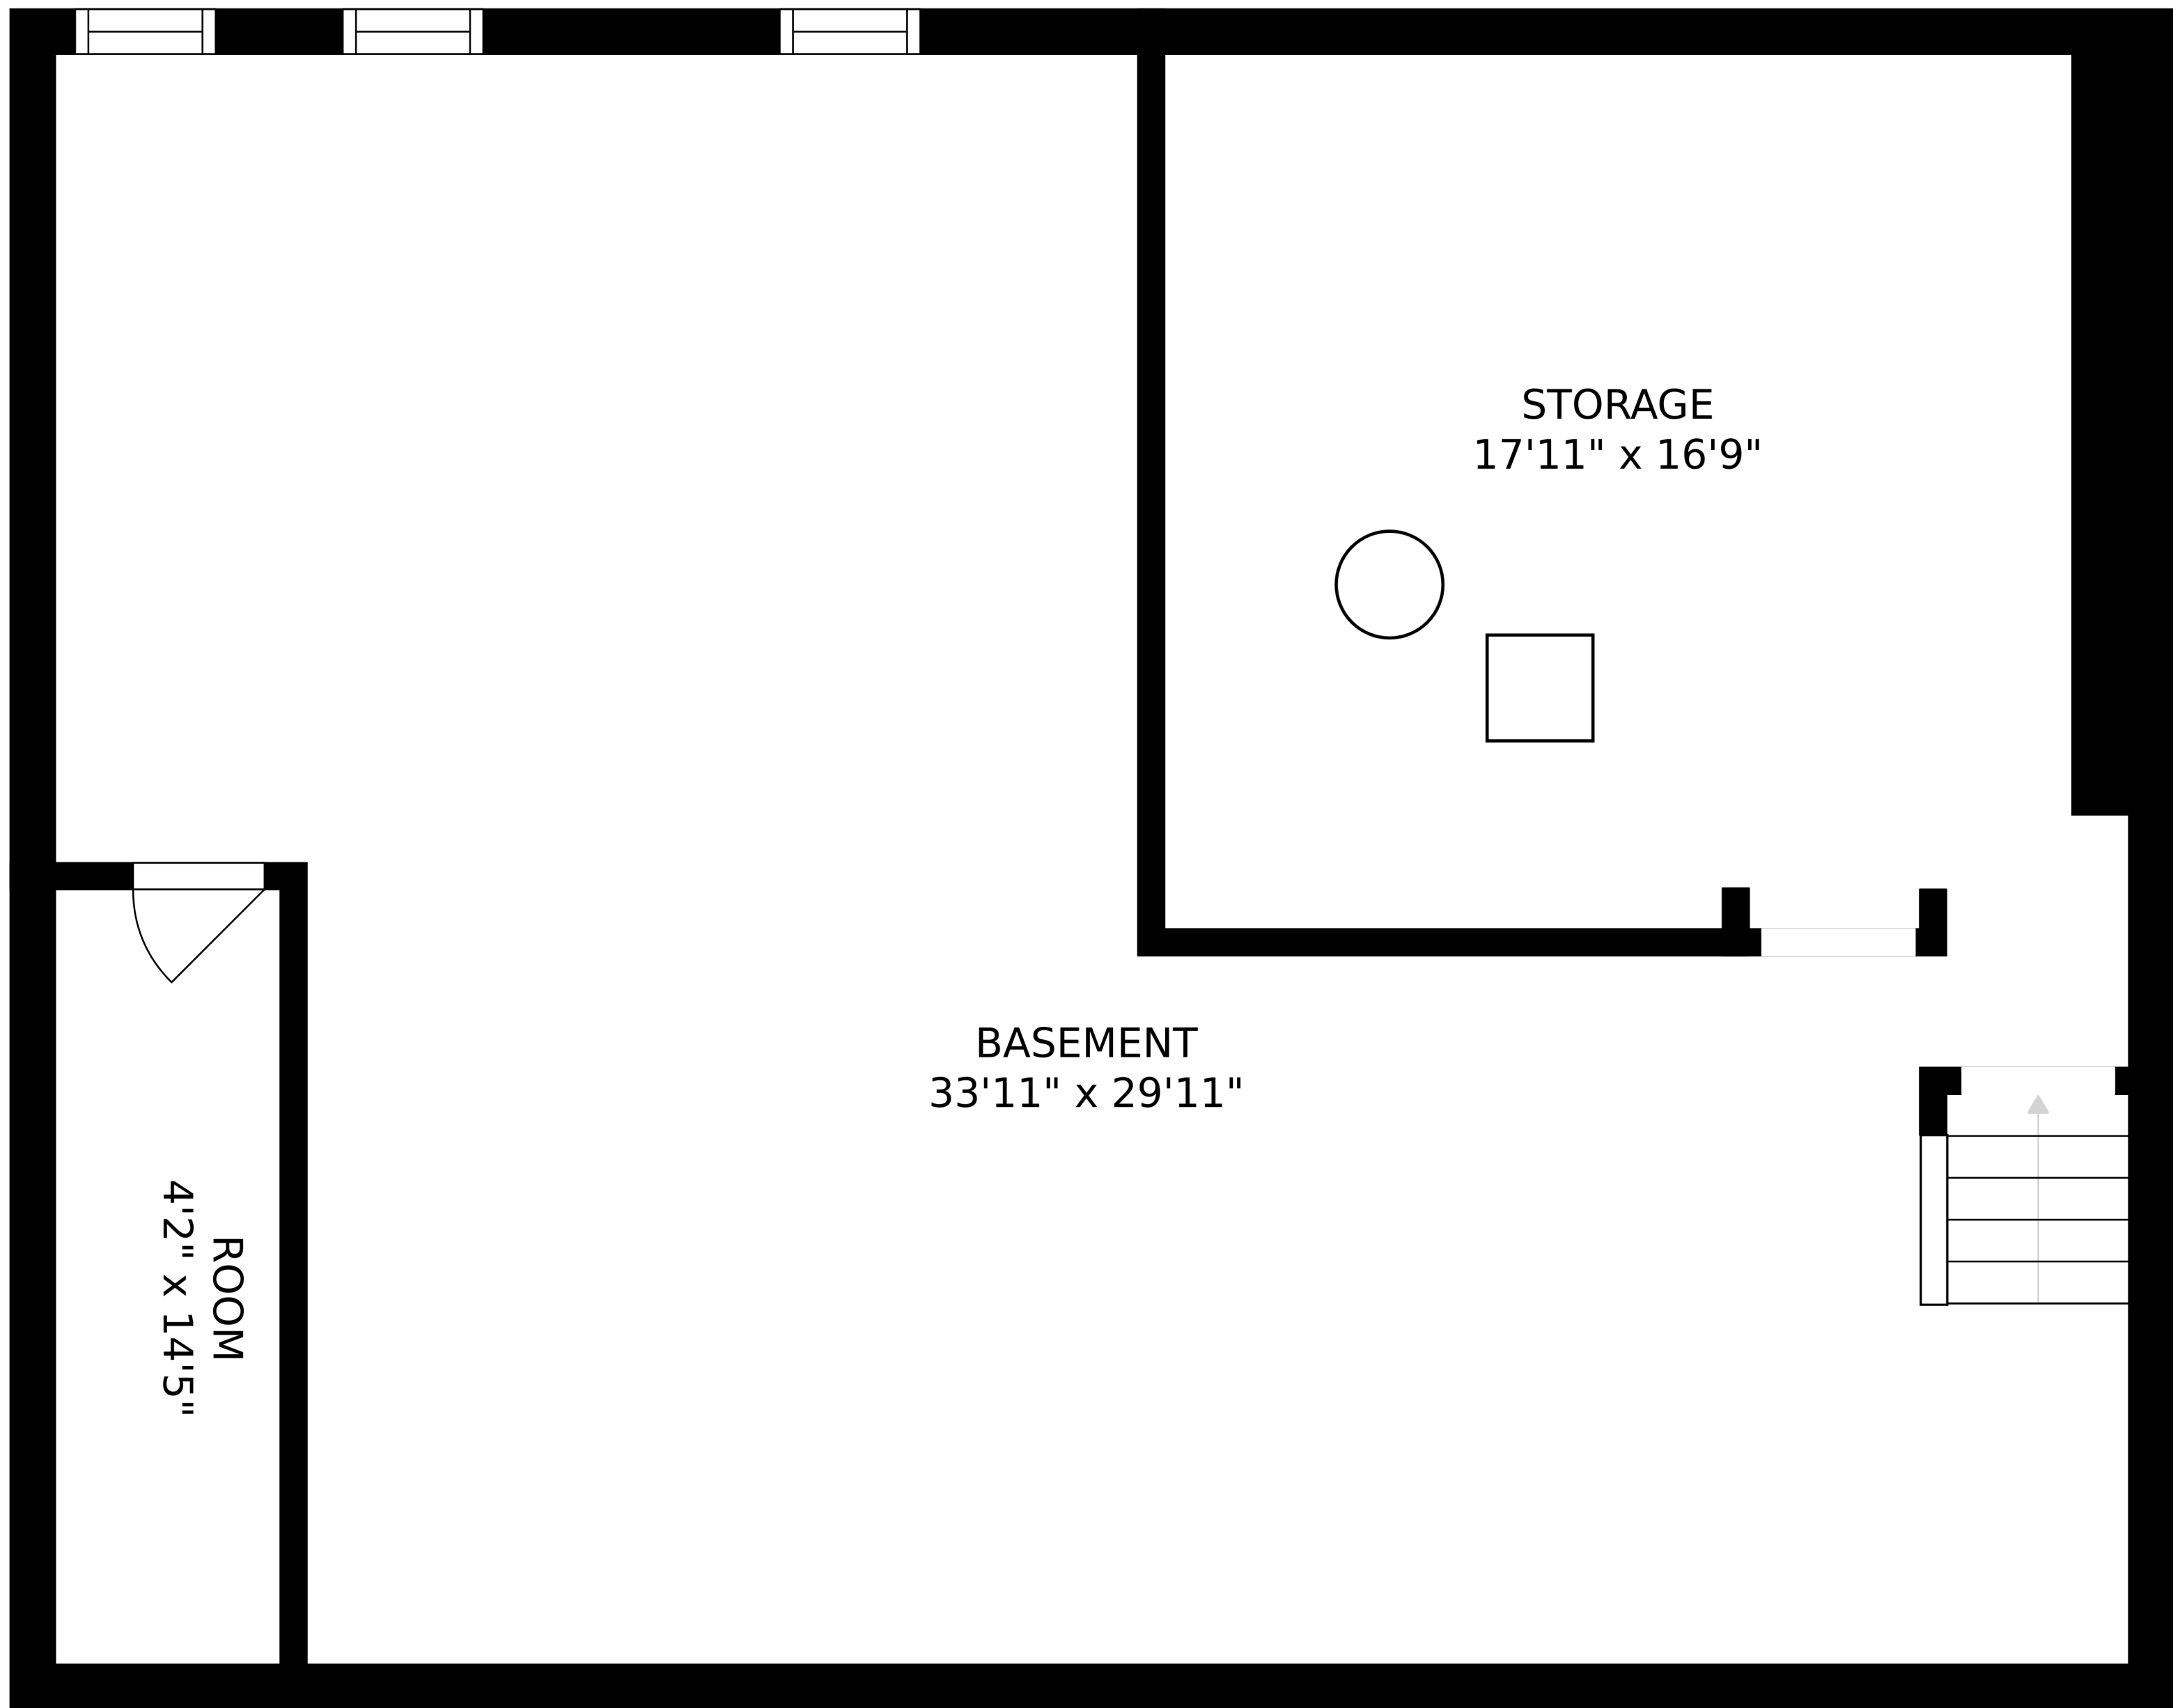 STORAGE
17'11" x 16'9"
BASEMENT
33'11" x 29'11"
ROOM
4'2" x 14'5"